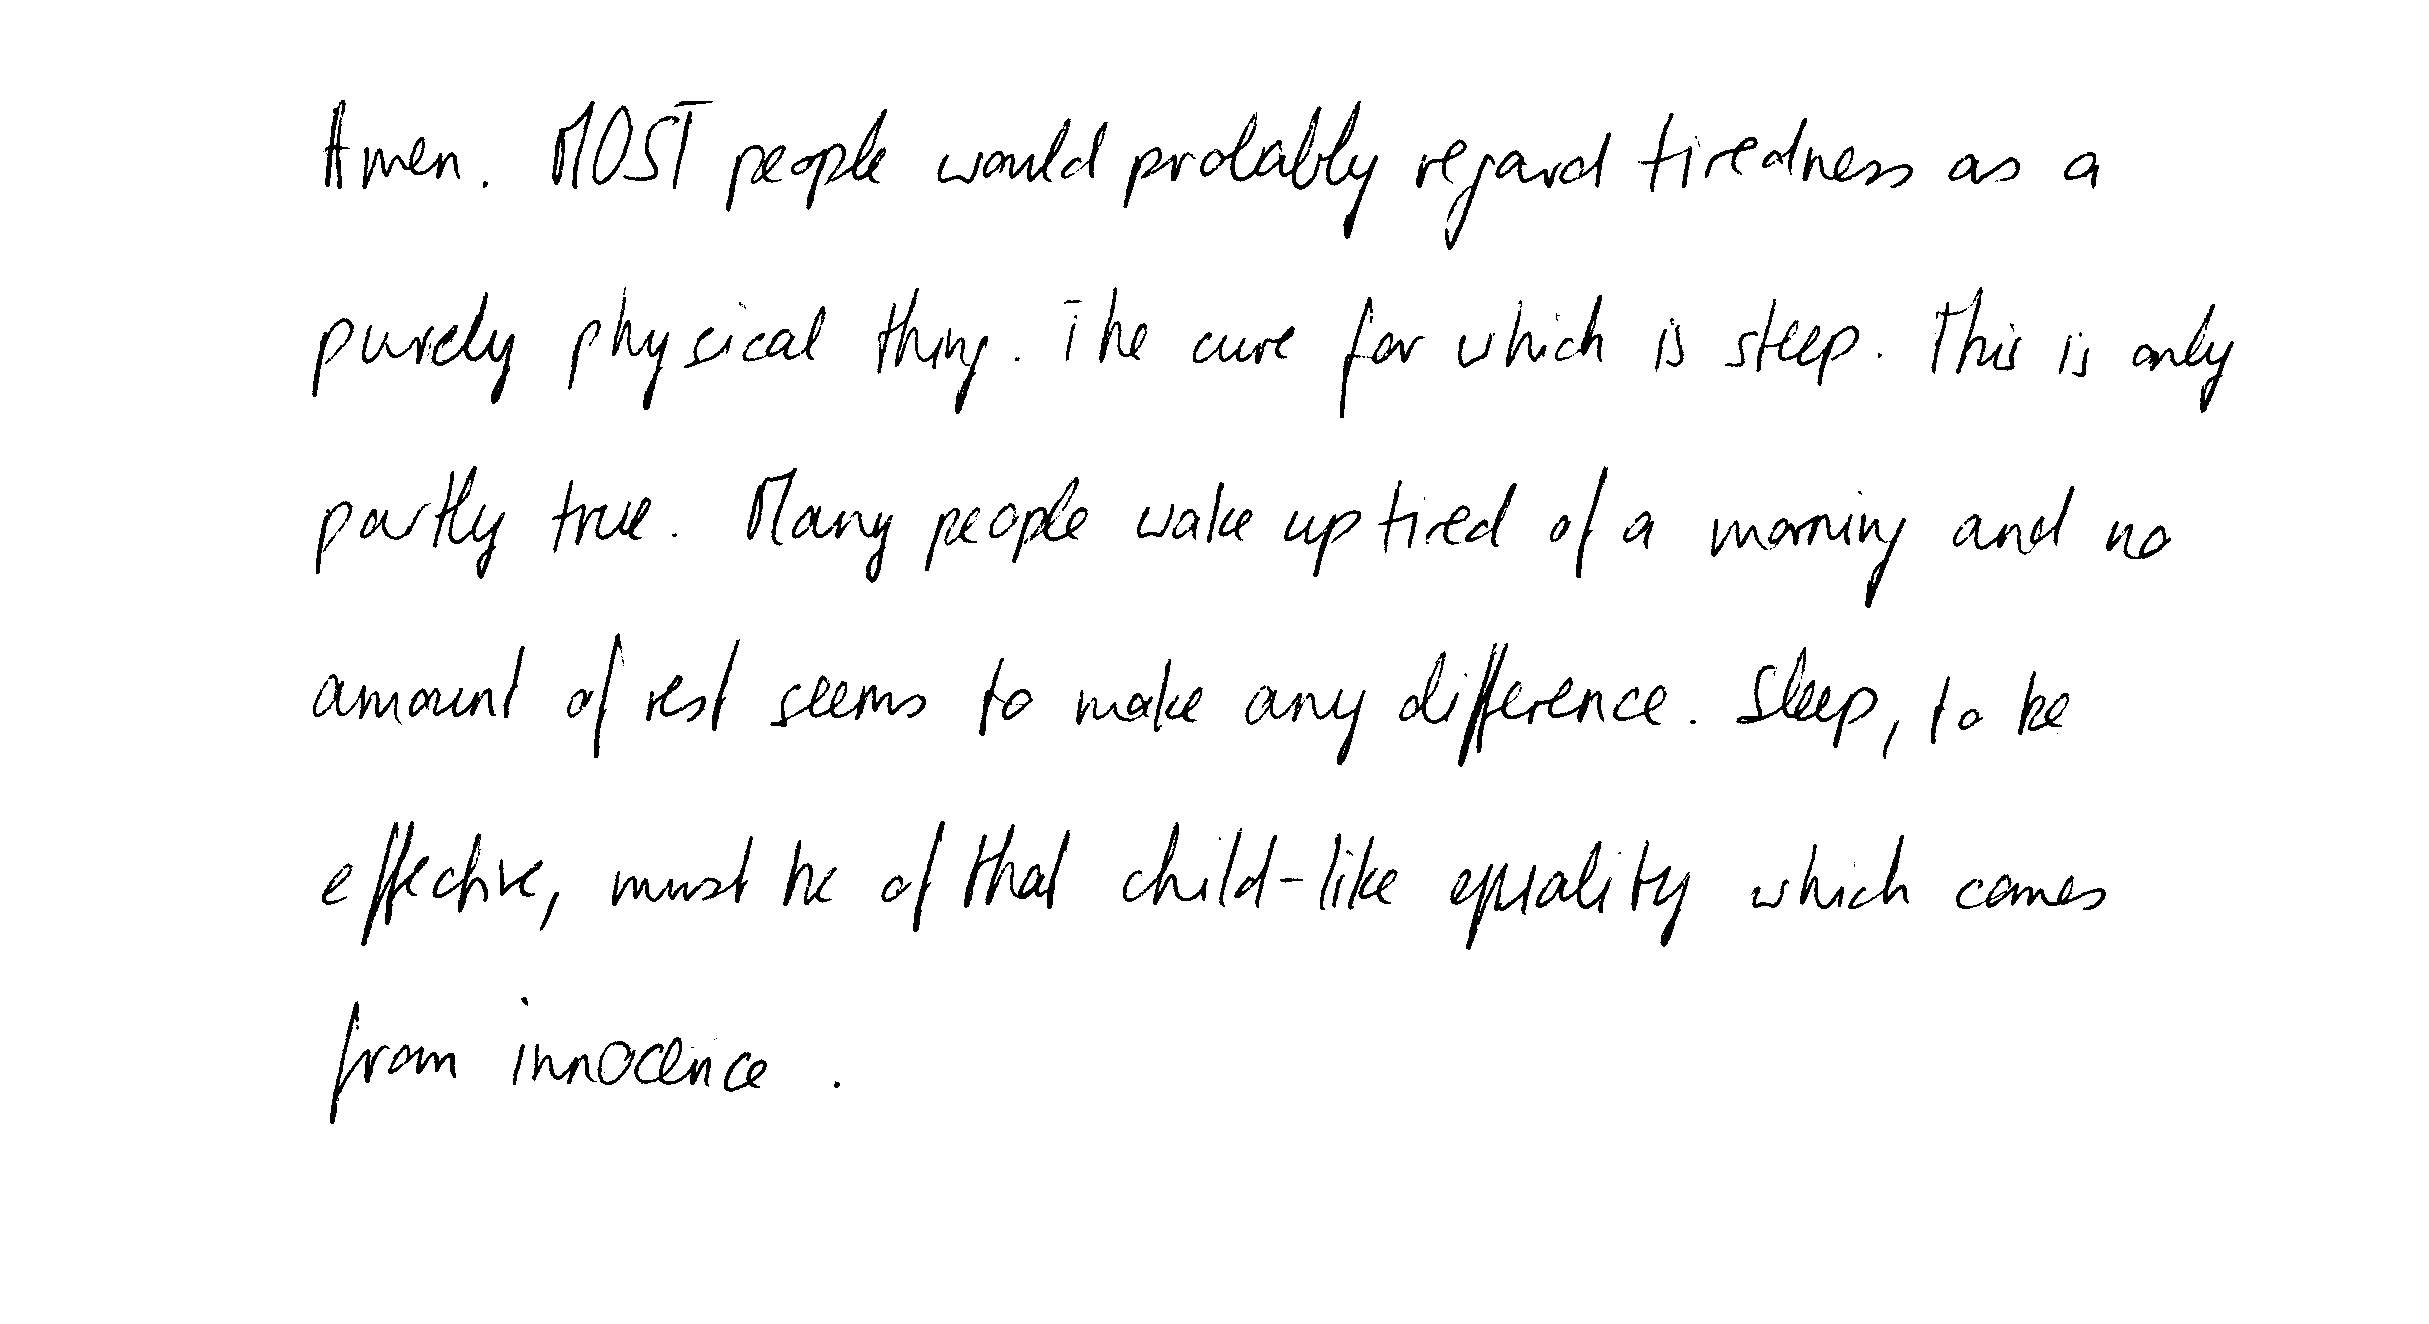 Amen. MOST people would probably regard tiredness as a
purely physical thing. The cure for which is sleep. This is only
partly true. Many people wake up tired of a morning and no
amount of rest seems to make any difference. Sleep, to be
effective, must be of that child-like equality which comes
from innocence.